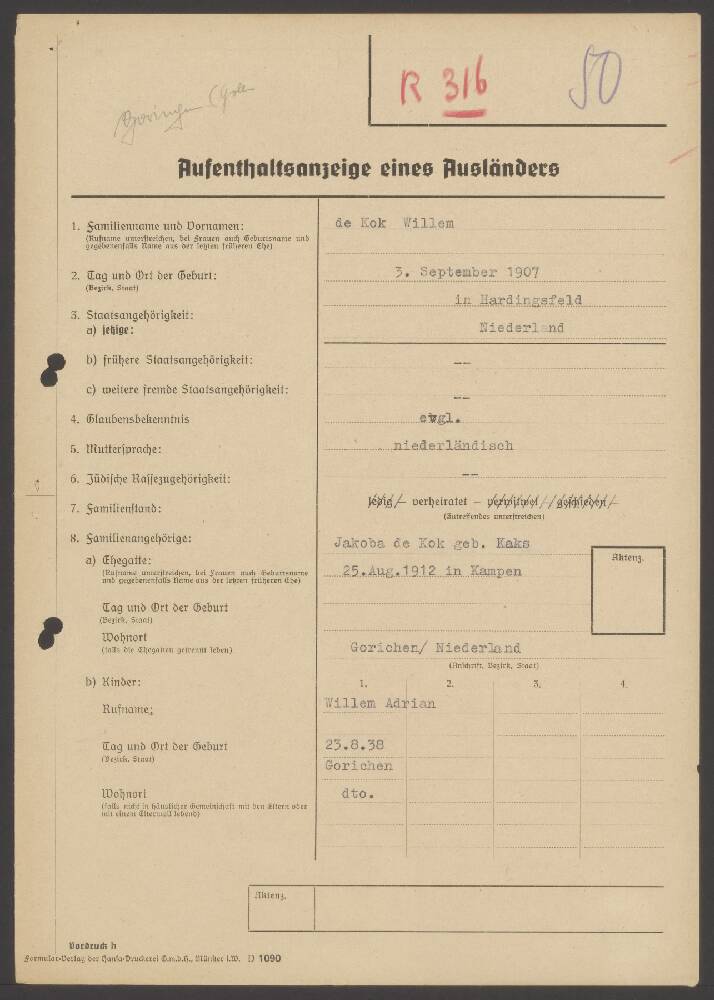 R 316
50
Aufenthaltsanzeige eines Ausländers
1. Familienname und Vornamen:
(Rufname unterstreichen, bei Frauen auch Geburtsname und
gegebenenfalls Name aus der letzten früheren Ehe)
de Kok Willem
2. Tag und Ort der Geburt:
(Bezirk, Staat)
3. September 1907
in Hardingsfeld
3. Staatsangehörigkeit:
a) jetzige:
Niederland
b) frühere Staatsangehörigkeit:
--
c) weitere fremde Staatsangehörigkeit:
--
4. Glaubensbekenntnis
evgl.
5. Muttersprache:
niederländisch
6. Jüdische Rassezugehörigkeit:
--
7. Familienstand:
ledig – verheiratet – verwitwet – geschieden
(Zutreffendes unterstreichen)
8. Familienangehörige:
a) Ehegatte:
(Rufname unterstreichen, bei Frauen auch Geburtsname
und gegebenenfalls Name aus der letzten früheren Ehe)
Jakoba de Kok geb. Kaks
25.Aug.1912 in Kampen
Aktenz.
Tag und Ort der Geburt
(Bezirk, Staat)
Wohnort
(falls die Ehegatten getrennt leben)
Gorichen/ Niederland
(Anschrift, Bezirk, Staat)
b) Kinder:
1. 2. 3. 4.
Rufname:
Willem Adrian
Tag und Ort der Geburt
(Bezirk, Staat)
23.8.38
Gorichen
Wohnort
(falls nicht in häuslicher Gemeinschaft mit den Eltern oder
mit einem Elternteil lebend)
dto.
Aktenz.
Vordruck h
Formular-Verlag der Hansa-Druckerei G.m.b.H., Münster i.W. D 1090